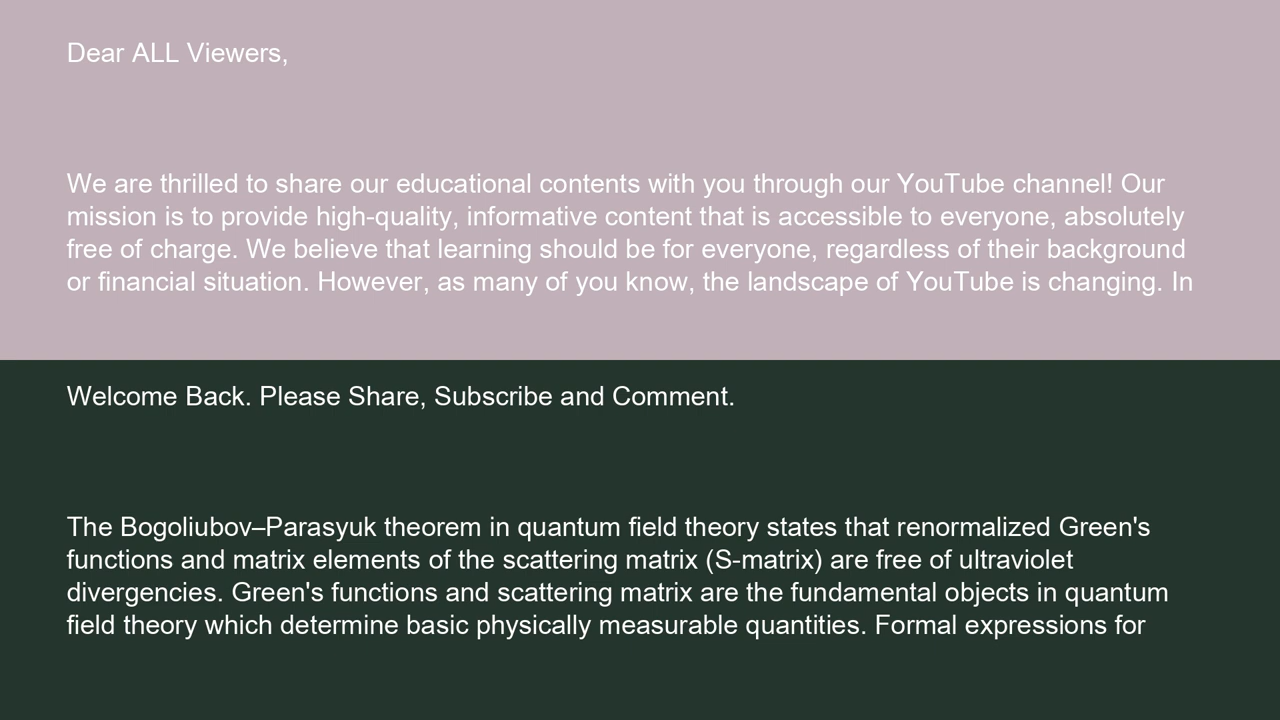 Dear ALL Viewers,
We are thrilled to share our educational contents with you through our YouTube channel! Our
mission is to provide high-quality, informative content that is accessible to everyone, absolutely
free of charge. We believe that learning should be for everyone, regardless of their background
or financial situation. However, as many of you know, the landscape of YouTube is changing. In
Welcome Back. Please Share, Subscribe and Comment.
The Bogoliubov–Parasyuk theorem in quantum field theory states that renormalized Green's
functions and matrix elements of the scattering matrix (S-matrix) are free of ultraviolet
divergencies. Green's functions and scattering matrix are the fundamental objects in quantum
field theory which determine basic physically measurable quantities. Formal expressions for